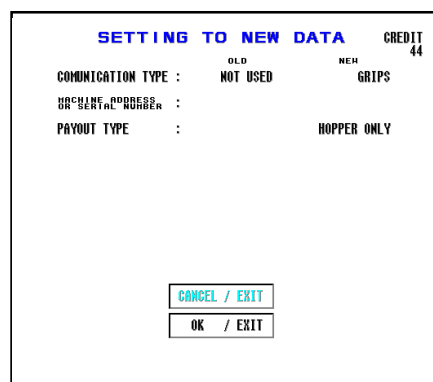 SETTING TO NEW DATA CREDIT
44
OLD NEW
COMUNICATION TYPE : NOT USED GRIPS
MACHINE ADDRESS
OR SERIAL NUMBER :
PAYOUT TYPE : HOPPER ONLY
CANCEL / EXIT
OK / EXIT